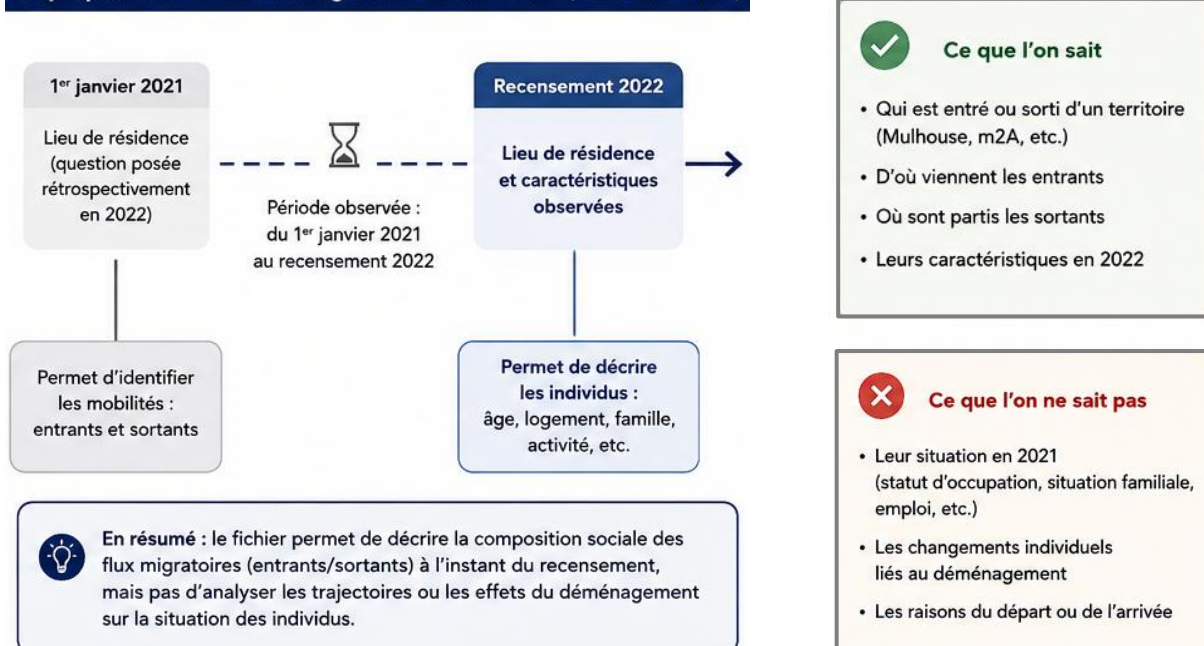 1er janvier 2021
Lieu de résidence
(question posée
rétrospectivement
en 2022)
Période observée :
du 1er janvier 2021
au recensement 2022
Recensement 2022
Lieu de résidence
et caractéristiques
observées
Permet d'identifier
les mobilités :
entrants et sortants
Permet de décrire
les individus :
âge, logement, famille,
activité, etc.
En résumé : le fichier permet de décrire la composition sociale des
flux migratoires (entrants/sortants) à l'instant du recensement,
mais pas d'analyser les trajectoires ou les effets du déménagement
sur la situation des individus.
Ce que l'on sait
• Qui est entré ou sorti d'un territoire
(Mulhouse, m2A, etc.)
• D'où viennent les entrants
• Où sont partis les sortants
• Leurs caractéristiques en 2022
Ce que l'on ne sait pas
• Leur situation en 2021
(statut d'occupation, situation familiale,
emploi, etc.)
• Les changements individuels
liés au déménagement
• Les raisons du départ ou de l'arrivée